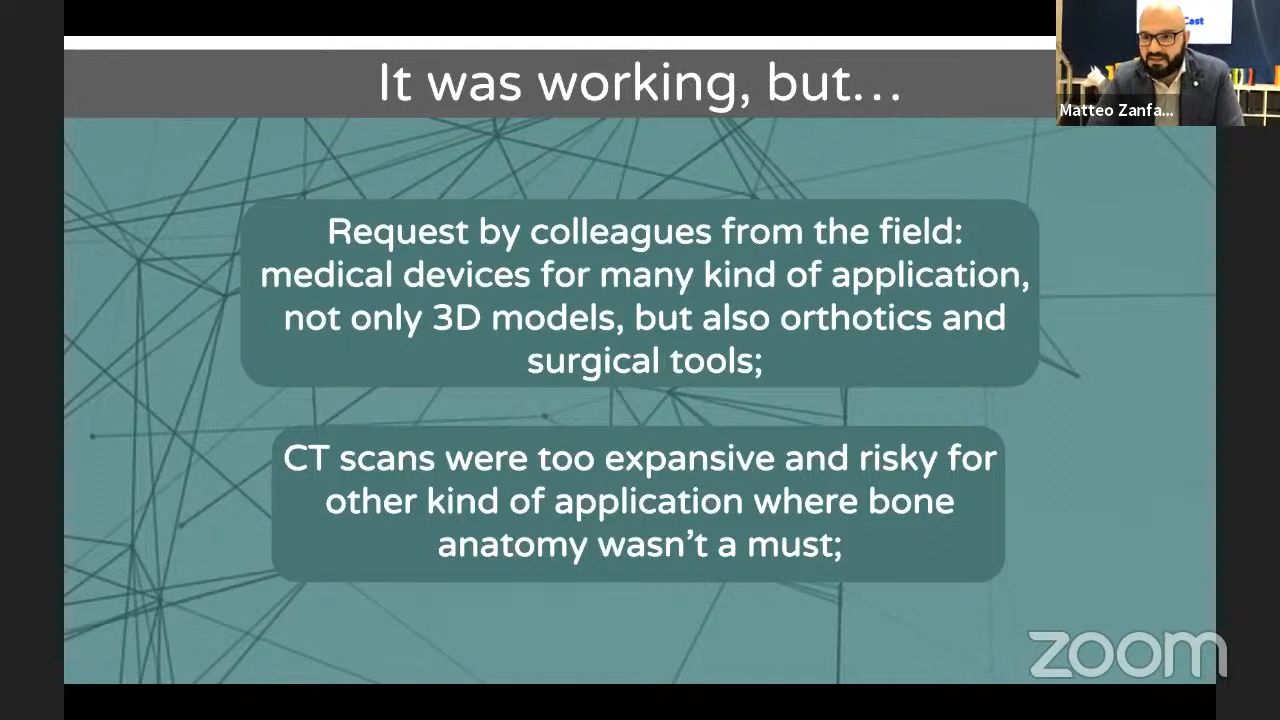 It was working, but...
Cast
Matteo Zanfa...
Request by colleagues from the field:
medical devices for many kind of application,
not only 3D models, but also orthotics and
surgical tools;
CT scans were too expansive and risky for
other kind of application where bone
anatomy wasn't a must;
zoom